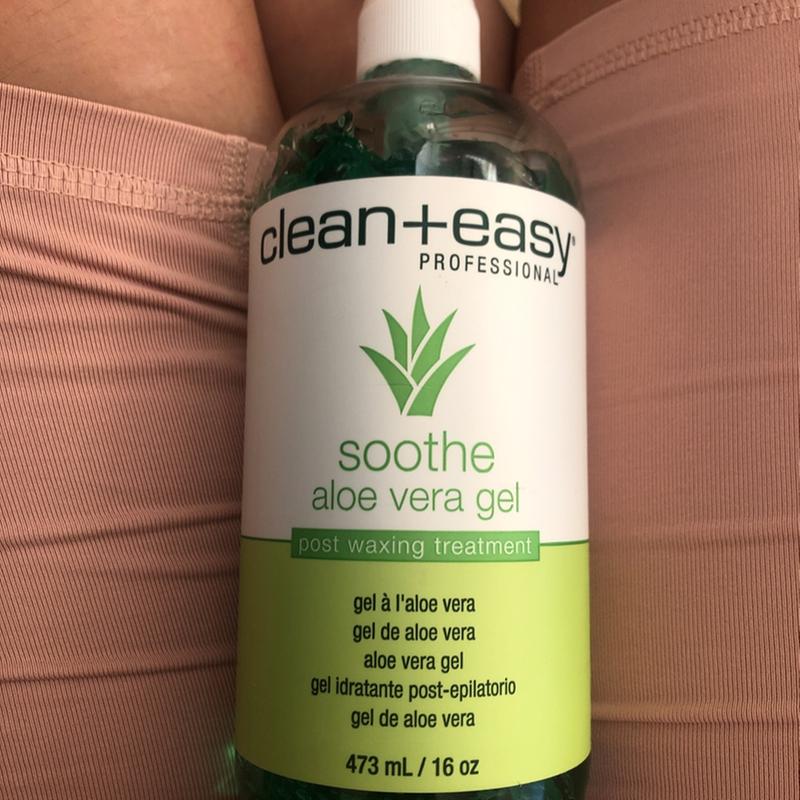 clean+easy®
PROFESSIONAL
soothe
aloe vera gel
post waxing treatment
gel à l'aloe vera
gel de aloe vera
aloe vera gel
gel idratante post-epilatorio
gel de aloe vera
473 mL / 16 oz